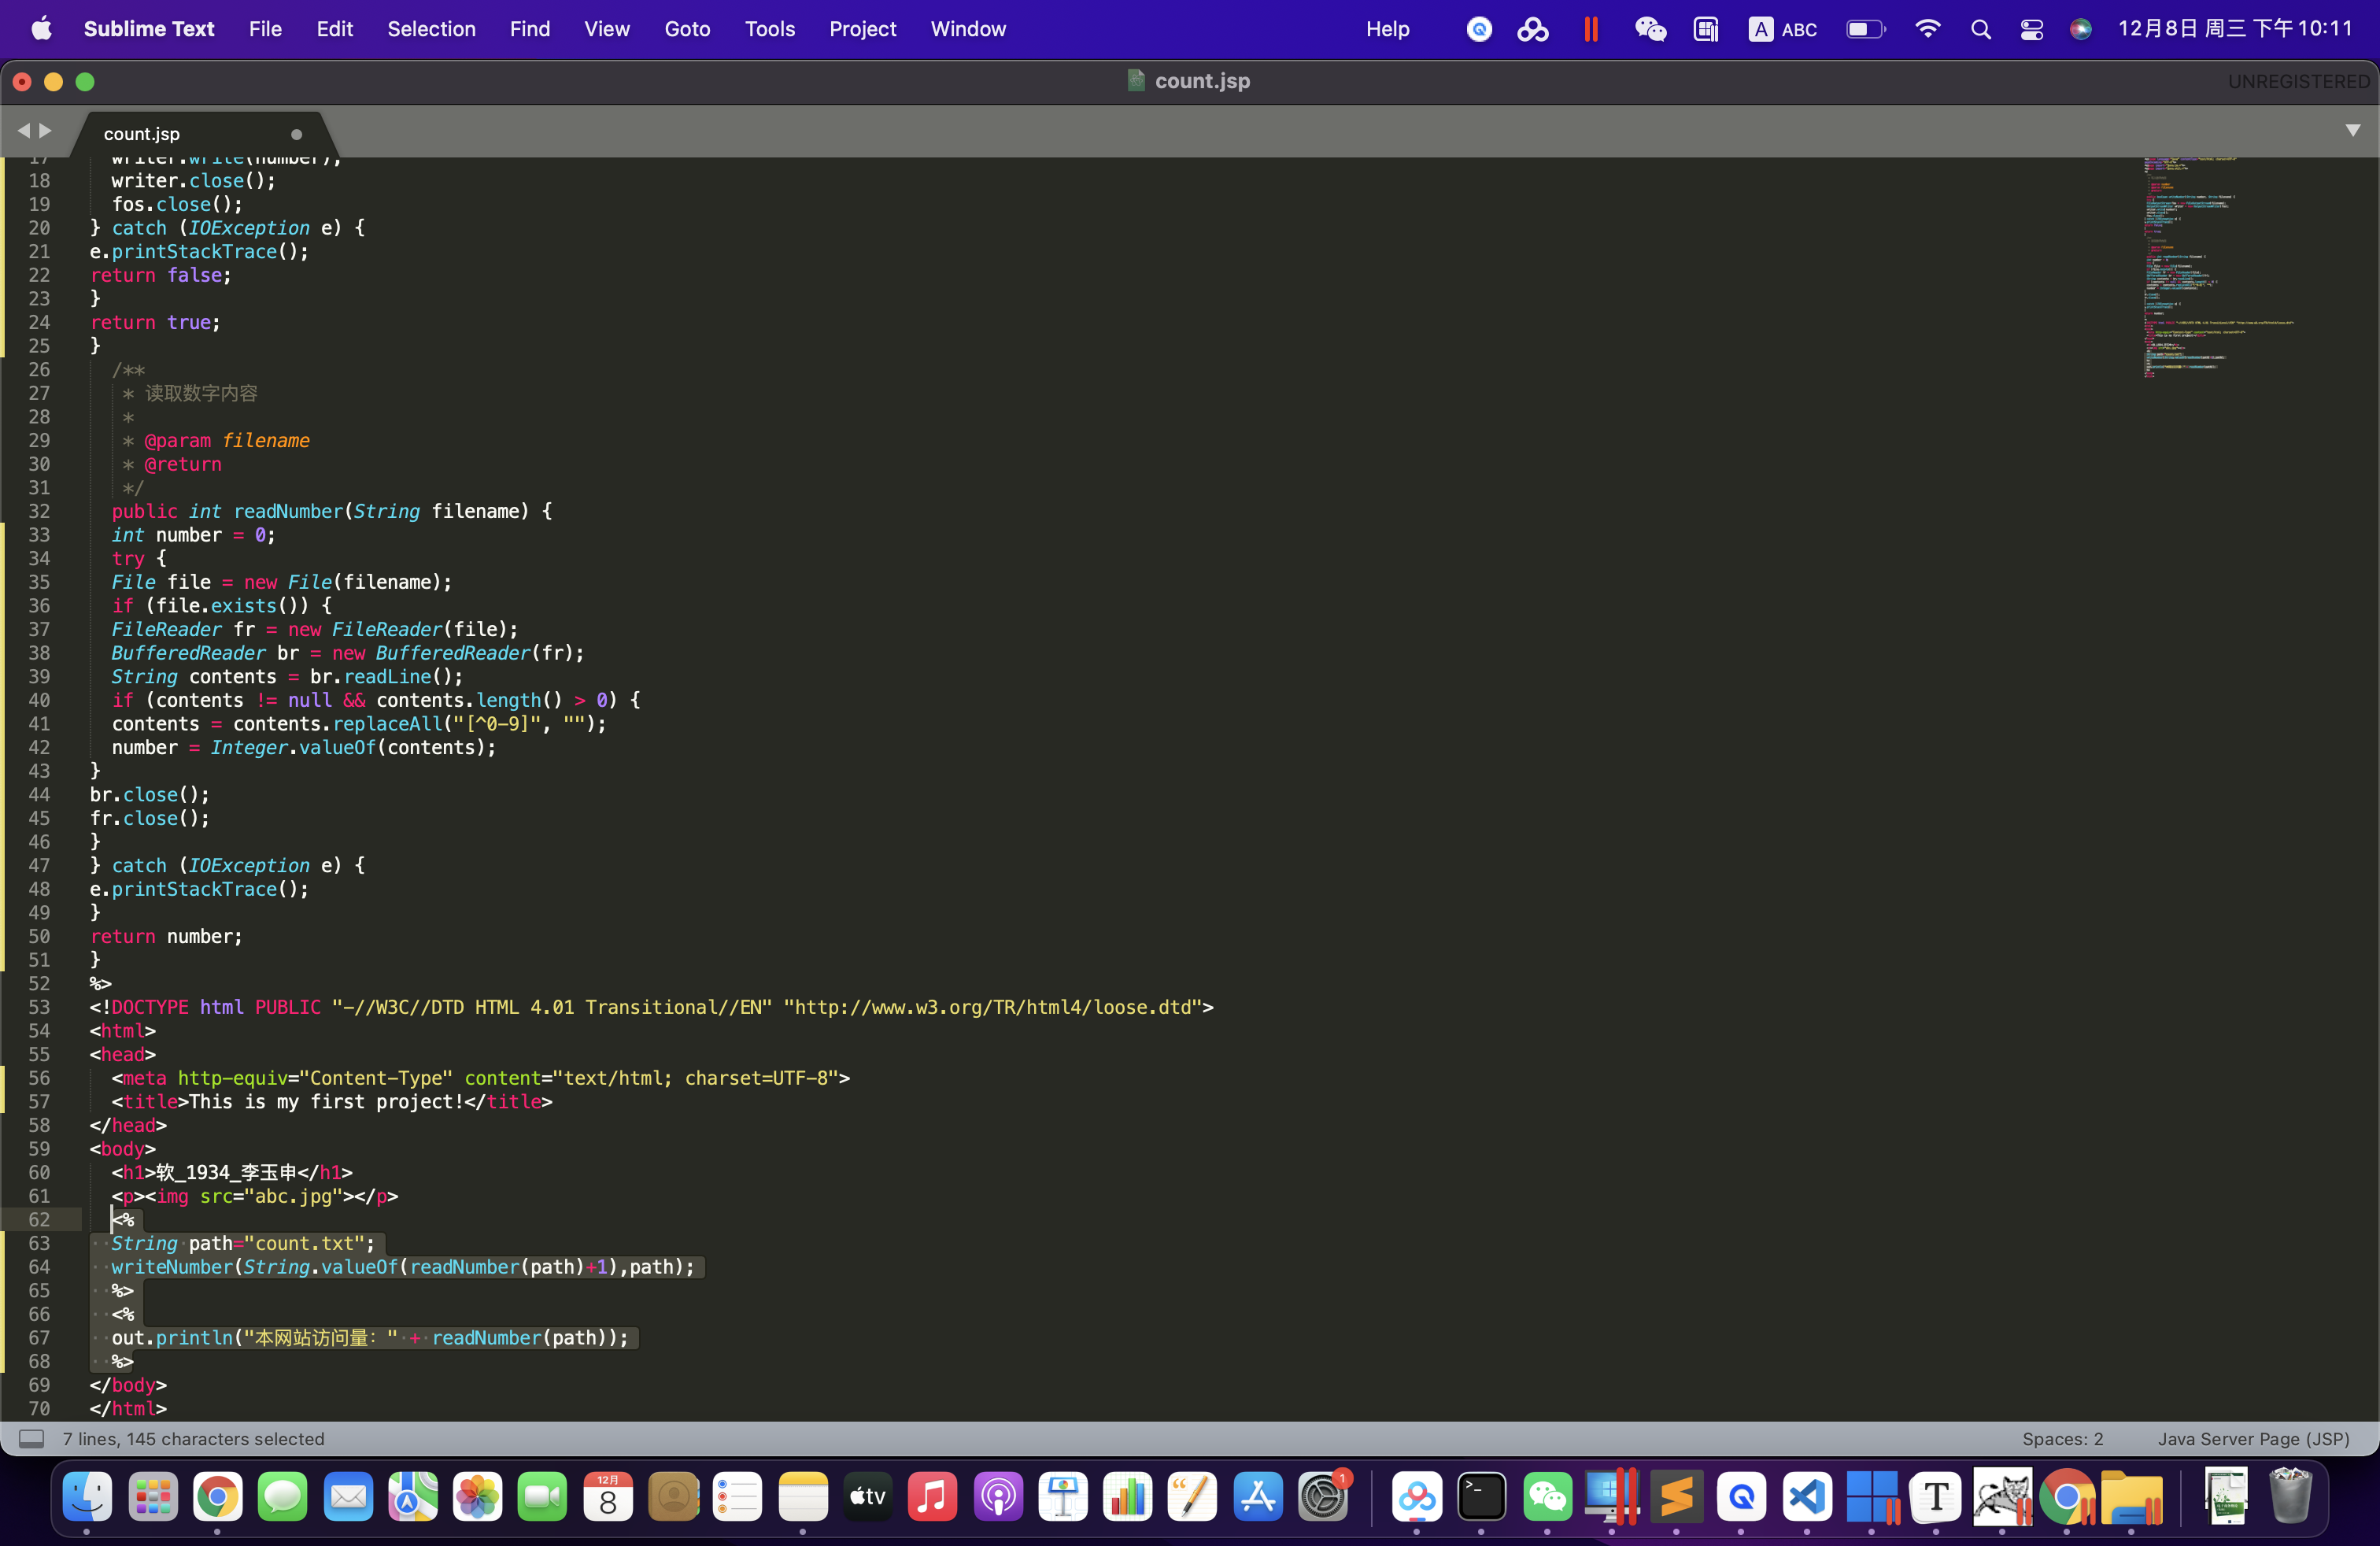 Sublime Text File Edit Selection Find View Goto Tools Project Window Help A ABC 12月8日 周三 下午10:11
count.jsp UNREGISTERED
count.jsp
17 writer.write(number);
18 writer.close();
19 fos.close();
20 } catch (IOException e) {
21 e.printStackTrace();
22 return false;
23 }
24 return true;
25 }
26 /**
27 * 读取数字内容
28 *
29 * @param filename
30 * @return
31 */
32 public int readNumber(String filename) {
33 int number = 0;
34 try {
35 File file = new File(filename);
36 if (file.exists()) {
37 FileReader fr = new FileReader(file);
38 BufferedReader br = new BufferedReader(fr);
39 String contents = br.readLine();
40 if (contents != null && contents.length() > 0) {
41 contents = contents.replaceAll("[^0-9]", "");
42 number = Integer.valueOf(contents);
43 }
44 br.close();
45 fr.close();
46 }
47 } catch (IOException e) {
48 e.printStackTrace();
49 }
50 return number;
51 }
52 %>
53 <!DOCTYPE html PUBLIC "-//W3C//DTD HTML 4.01 Transitional//EN" "http://www.w3.org/TR/html4/loose.dtd">
54 <html>
55 <head>
56 <meta http-equiv="Content-Type" content="text/html; charset=UTF-8">
57 <title>This is my first project!</title>
58 </head>
59 <body>
60 <h1>软_1934_李玉申</h1>
61 <p><img src="abc.jpg"></p>
62 <%
63 String path="count.txt";
64 writeNumber(String.valueOf(readNumber(path)+1),path);
65 %>
66 <%
67 out.println("本网站访问量：" + readNumber(path));
68 %>
69 </body>
70 </html>
7 lines, 145 characters selected Spaces: 2 Java Server Page (JSP)
12月
8
tv
1
T